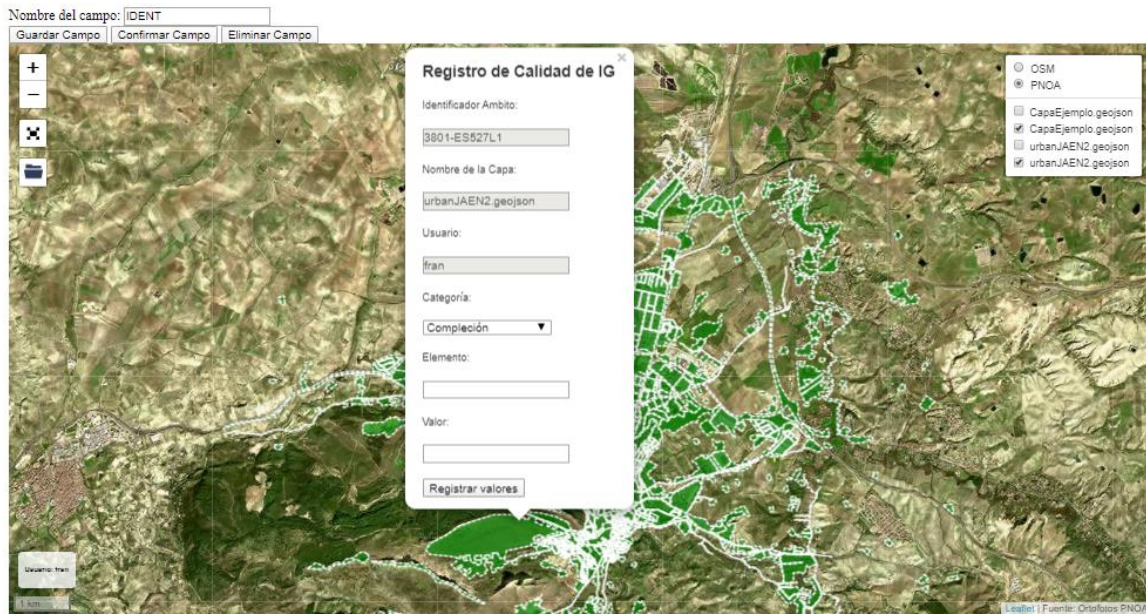 Nombre del campo: IDENT
Guardar Campo Confirmar Campo Eliminar Campo
+
−
×
Registro de Calidad de IG
Identificador Ambito:
3801-ES527L1
Nombre de la Capa:
urbanJAEN2.geojson
Usuario:
fran
Categoría:
Compleción
Elemento:
Valor:
Registrar valores
OSM
PNOA
CapaEjemplo.geojson
CapaEjemplo.geojson
urbanJAEN2.geojson
urbanJAEN2.geojson
Usuario: fran
1 km
Leaflet | Fuente: Ortofotos PNOA